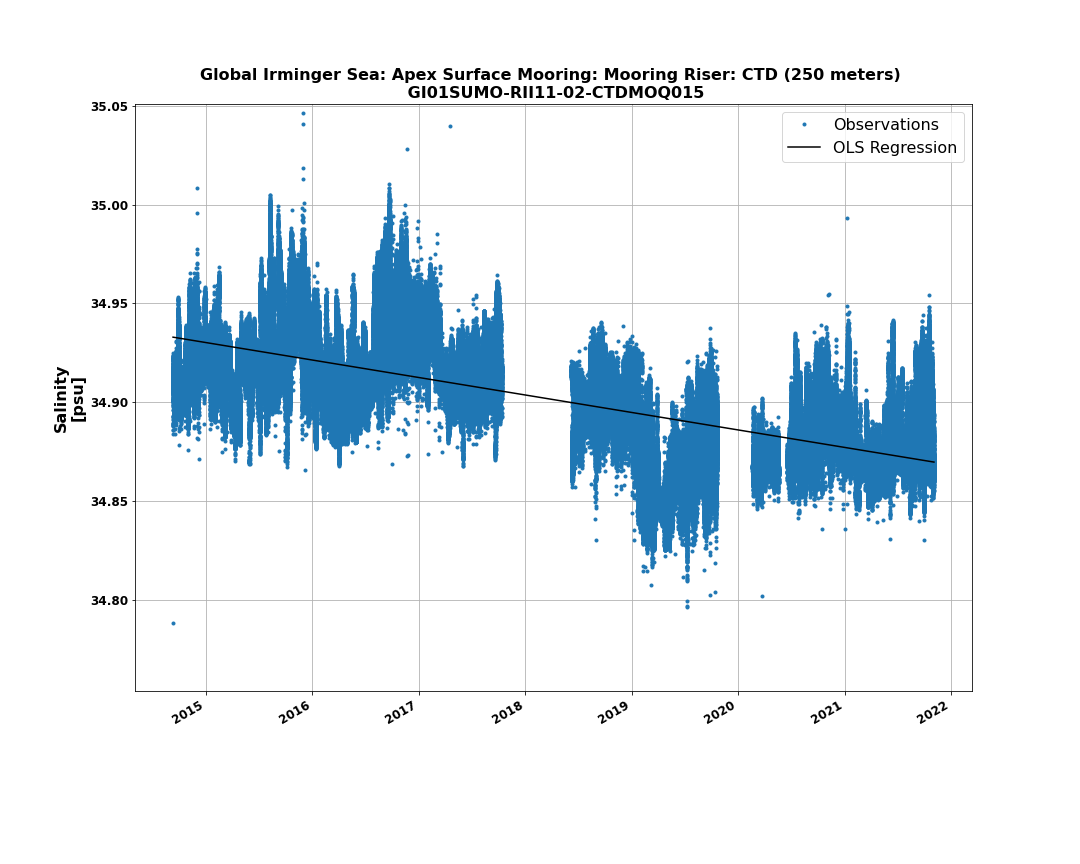 Global Irminger Sea: Apex Surface Mooring: Mooring Riser: CTD (250 meters)
GI01SUMO-RII11-02-CTDMOQ015
Observations
OLS Regression
Salinity
[psu]
35.05
35.00
34.95
34.90
34.85
34.80
2015
2016
2017
2018
2019
2020
2021
2022